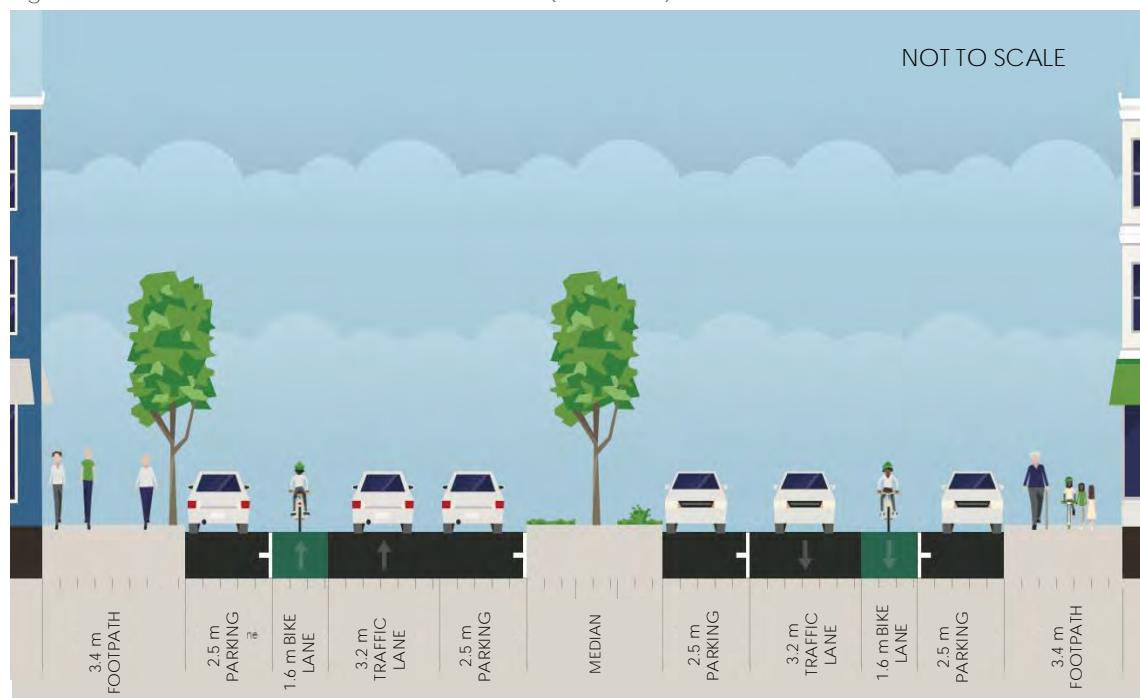 NOT TO SCALE
3.4 m
FOOTPATH
2.5 m
PARKING
ne
1.6 m BIKE
LANE
3.2 m
TRAFFIC
LANE
2.5 m
PARKING
MEDIAN
2.5 m
PARKING
3.2 m
TRAFFIC
LANE
1.6 m BIKE
LANE
2.5 m
PARKING
3.4 m
FOOTPATH